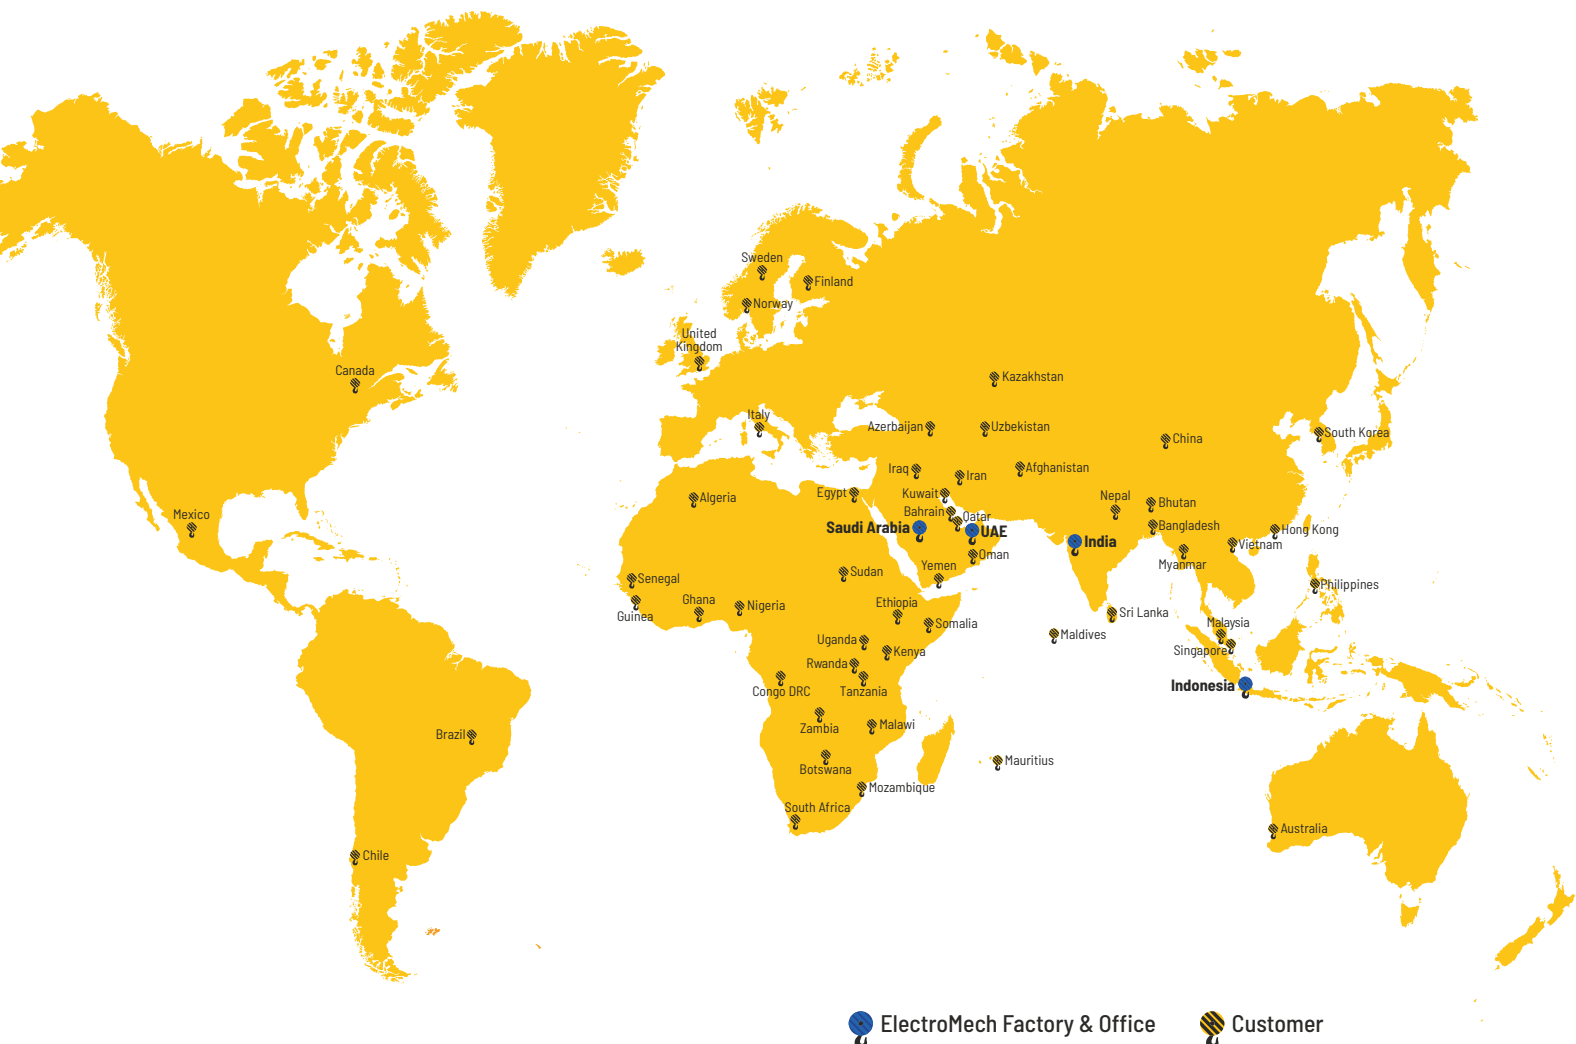 Sweden
Finland
Norway
United
Kingdom
Canada
Kazakhstan
Italy
Azerbaijan
Uzbekistan
China
South Korea
Iraq
Iran
Afghanistan
Algeria
Egypt
Kuwait
Nepal
Bhutan
Mexico
Bahrain
Qatar
Saudi Arabia
UAE
India
Bangladesh
Hong Kong
Vietnam
Oman
Myanmar
Yemen
Sudan
Senegal
Philippines
Guinea
Ghana
Nigeria
Ethiopia
Somalia
Sri Lanka
Malaysia
Maldives
Uganda
Kenya
Singapore
Rwanda
Congo DRC
Tanzania
Indonesia
Zambia
Malawi
Brazil
Botswana
Mauritius
Mozambique
South Africa
Australia
Chile
ElectroMech Factory & Office
Customer